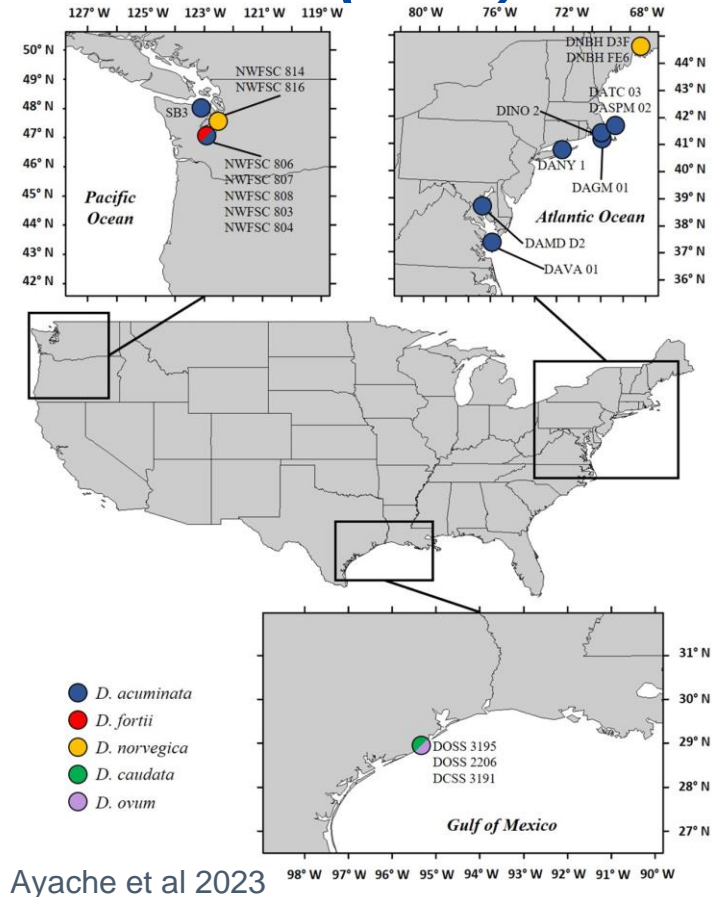 127° W 125° W 123° W 121° W 119° W
50° N
49° N
48° N
47° N
46° N
45° N
44° N
43° N
42° N
NWFSC 814
NWFSC 816
SB3
NWFSC 806
NWFSC 807
NWFSC 808
NWFSC 803
NWFSC 804
Pacific
Ocean
80° W 76° W 72° W 68° W
44° N
43° N
42° N
41° N
40° N
39° N
38° N
37° N
36° N
DNBH D3F
DNBH FE6
DATC 03
DASPM 02
DINO 2
DANY 1
DAGM 01
Atlantic Ocean
DAMD D2
DAVA 01
D. acuminata
D. fortii
D. norvegica
D. caudata
D. ovum
31° N
30° N
29° N
28° N
27° N
DOSS 3195
DOSS 2206
DCSS 3191
Gulf of Mexico
98° W 97° W 96° W 95° W 94° W 93° W 92° W 91° W 90° W
Ayache et al 2023